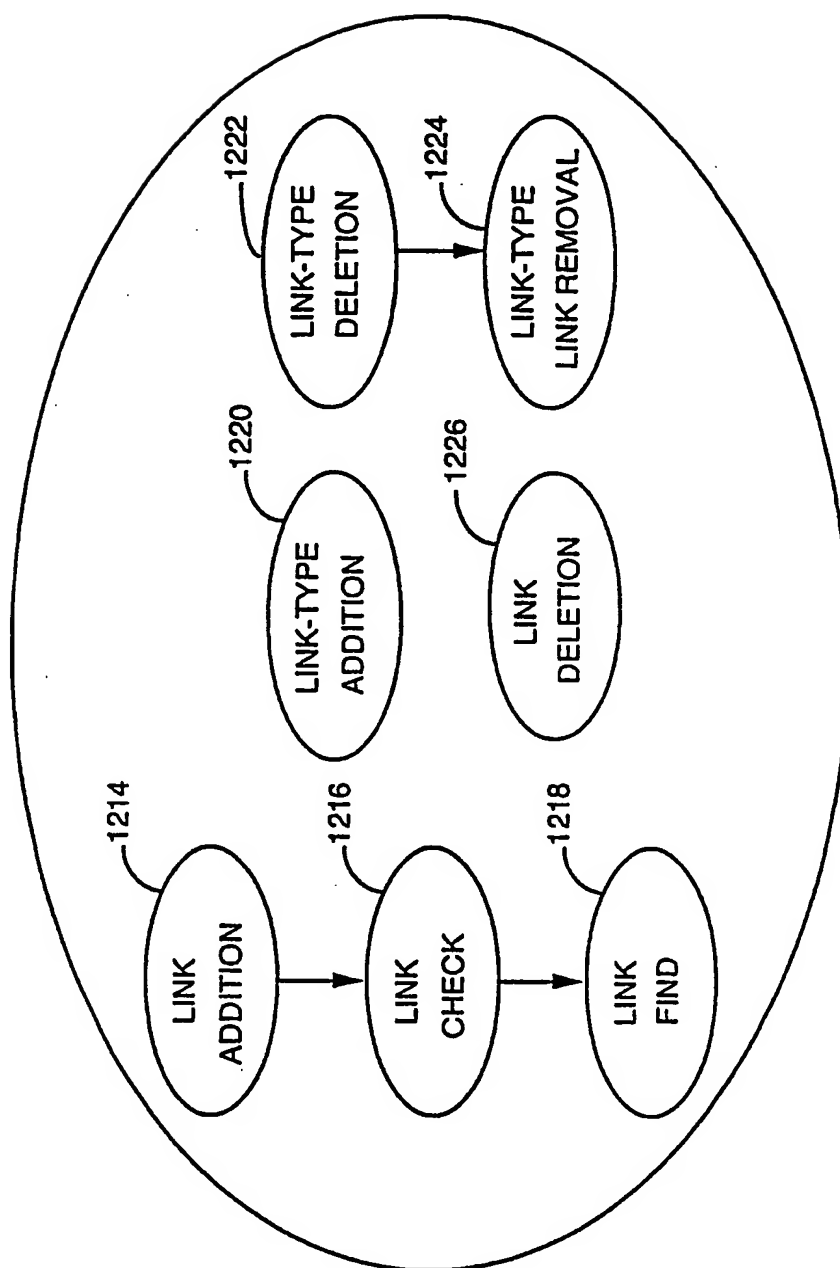 1214
LINK
ADDITION
1216
LINK
CHECK
1218
LINK
FIND
1220
LINK-TYPE
ADDITION
1226
LINK
DELETION
1222
LINK-TYPE
DELETION
1224
LINK-TYPE
LINK REMOVAL